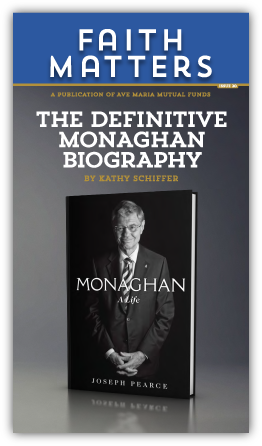 FAITH
MATTERS
A PUBLICATION OF AVE MARIA MUTUAL FUNDS
THE DEFINITIVE
MONAGHAN
BIOGRAPHY
BY KATHY SCHIFFER
MONAGHAN
A Life
JOSEPH PEARCE